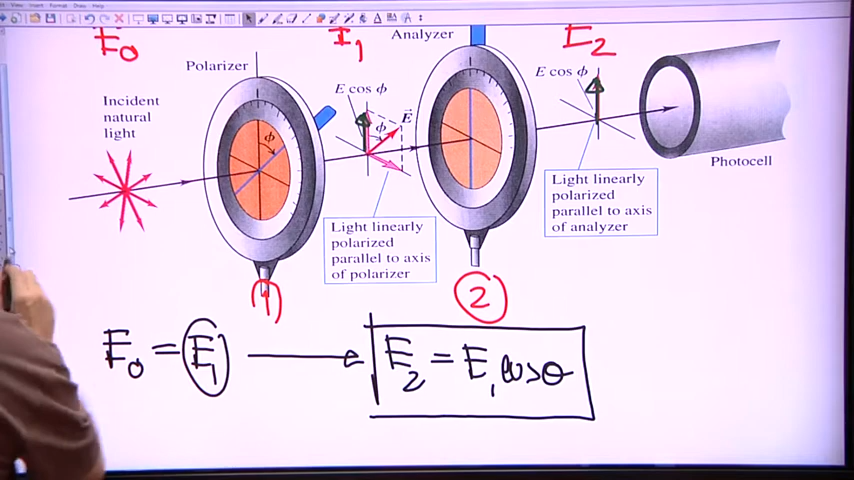 E₀ I₁ E₂
Analyzer
Polarizer
E cos ϕ
E cos ϕ
Incident
natural
light
ϕ
ϕ
E⃗
Photocell
Light linearly
polarized
parallel to axis
of analyzer
Light linearly
polarized
parallel to axis
of polarizer
1
2
E₀ = E₁ → E₂ = E₁ cos θ